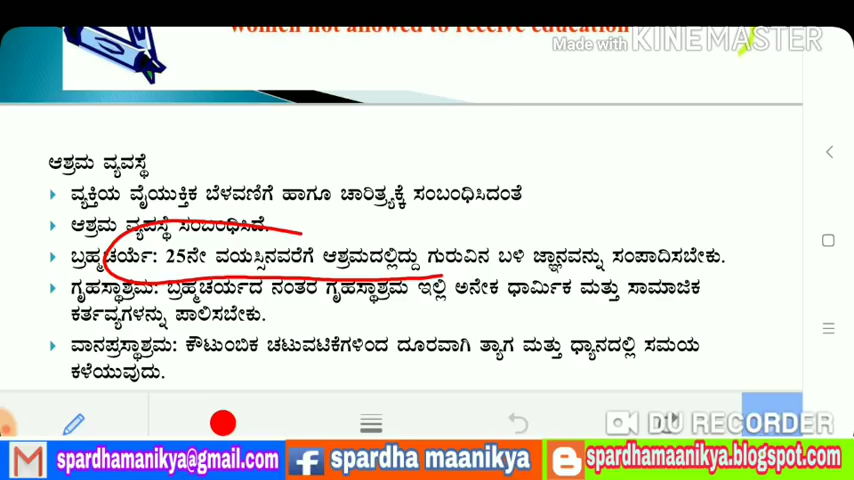 women not allowed to receive education
Made with KINEMASTER
ಆಶ್ರಮ ವ್ಯವಸ್ಥೆ
ವ್ಯಕ್ತಿಯ ವೈಯುಕ್ತಿಕ ಬೆಳವಣಿಗೆ ಹಾಗೂ ಚಾರಿತ್ರ್ಯಕ್ಕೆ ಸಂಬಂಧಿಸಿದಂತೆ
ಆಶ್ರಮ ವ್ಯವಸ್ಥೆ ಸಂಬಂಧಿಸಿದೆ.
ಬ್ರಹ್ಮಚರ್ಯೆ: 25ನೇ ವಯಸ್ಸಿನವರೆಗೆ ಆಶ್ರಮದಲ್ಲಿದ್ದು ಗುರುವಿನ ಬಳಿ ಜ್ಞಾನವನ್ನು ಸಂಪಾದಿಸಬೇಕು.
ಗೃಹಸ್ಥಾಶ್ರಮ: ಬ್ರಹ್ಮಚರ್ಯದ ನಂತರ ಗೃಹಸ್ಥಾಶ್ರಮ ಇಲ್ಲಿ ಅನೇಕ ಧಾರ್ಮಿಕ ಮತ್ತು ಸಾಮಾಜಿಕ
ಕರ್ತವ್ಯಗಳನ್ನು ಪಾಲಿಸಬೇಕು.
ವಾನಪ್ರಸ್ಥಾಶ್ರಮ: ಕೌಟುಂಬಿಕ ಚಟುವಟಿಕೆಗಳಿಂದ ದೂರವಾಗಿ ತ್ಯಾಗ ಮತ್ತು ಧ್ಯಾನದಲ್ಲಿ ಸಮಯ
ಕಳೆಯುವುದು.
DU RECORDER
spardhamanikya@gmail.com
spardha maanikya
spardhamaanikya.blogspot.com